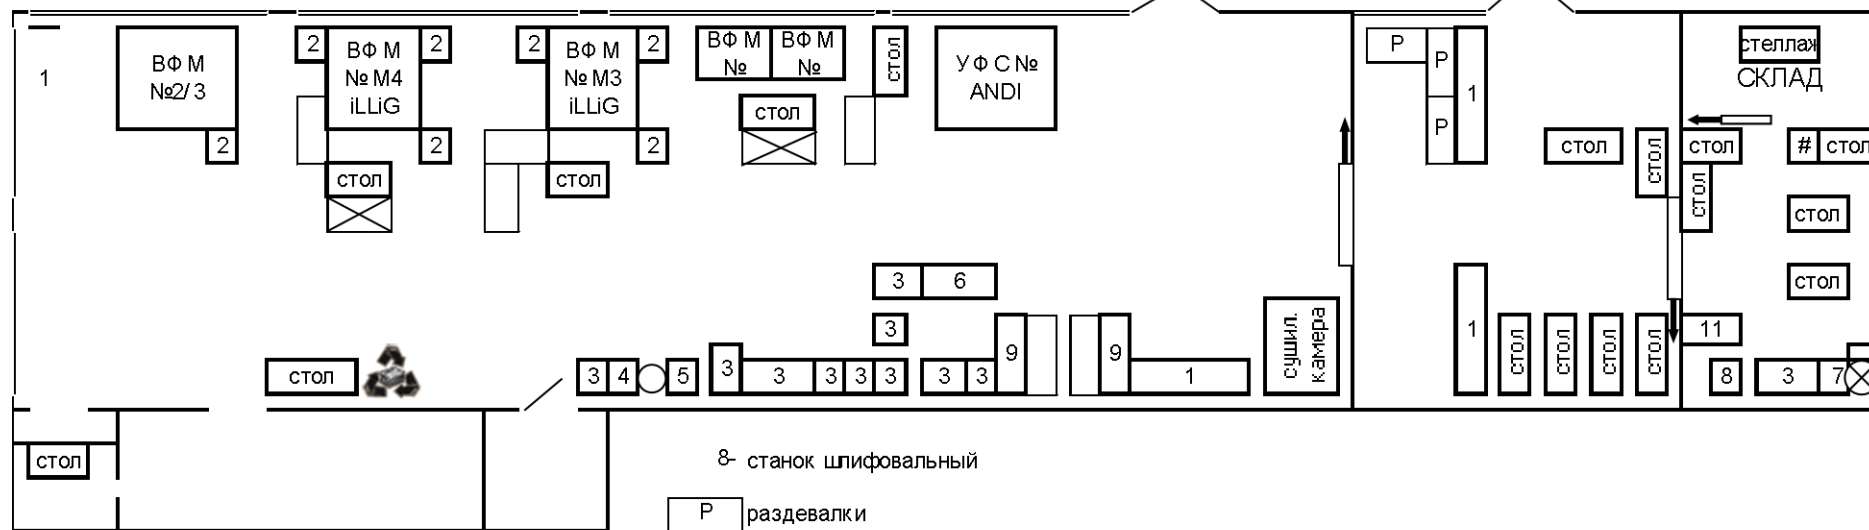 1
ВФМ
№2/3
2
2
ВФМ
№М4
iLLiG
2
2
стол
2
ВФМ
№М3
iLLiG
2
2
стол
ВФМ
№
ВФМ
№
стол
стол
УФС№
ANDI
Р
Р
Р
1
стол
стол
стеллаж
СКЛАД
стол
стол
#
стол
стол
стол
3
6
3
стол
3
4
5
3
3
3
3
3
3
3
9
9
1
сушил.
камера
1
стол
стол
стол
стол
11
8
3
7
стол
8- станок шлифовальный
Р раздевалки